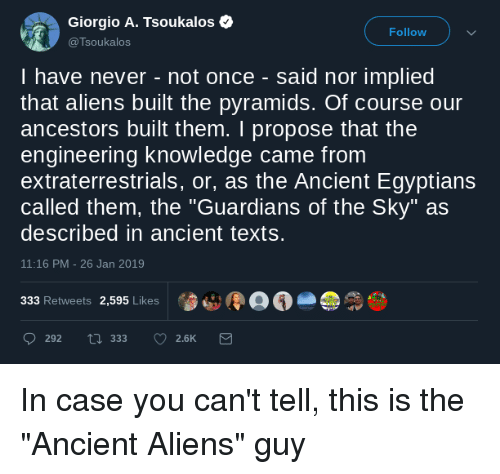 Giorgio A. Tsoukalos
@Tsoukalos
Follow
I have never - not once - said nor implied
that aliens built the pyramids. Of course our
ancestors built them. I propose that the
engineering knowledge came from
extraterrestrials, or, as the Ancient Egyptians
called them, the "Guardians of the Sky" as
described in ancient texts.
11:16 PM - 26 Jan 2019
333 Retweets 2,595 Likes
292 333 2.6K
In case you can't tell, this is the
"Ancient Aliens" guy